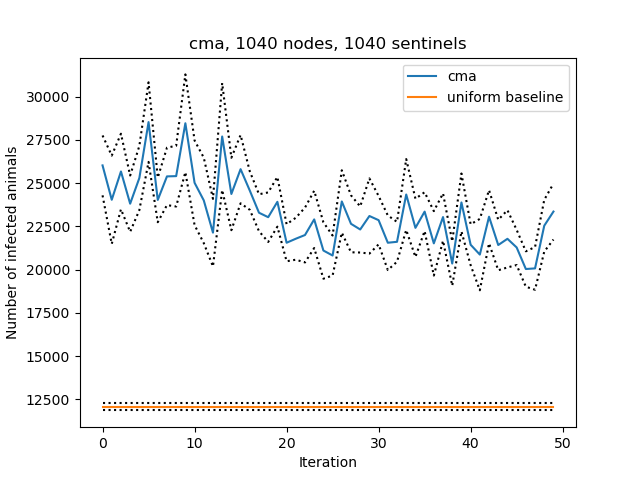 cma, 1040 nodes, 1040 sentinels
cma
uniform baseline
30000
27500
25000
22500
20000
17500
15000
12500
Number of infected animals
0 10 20 30 40 50
Iteration